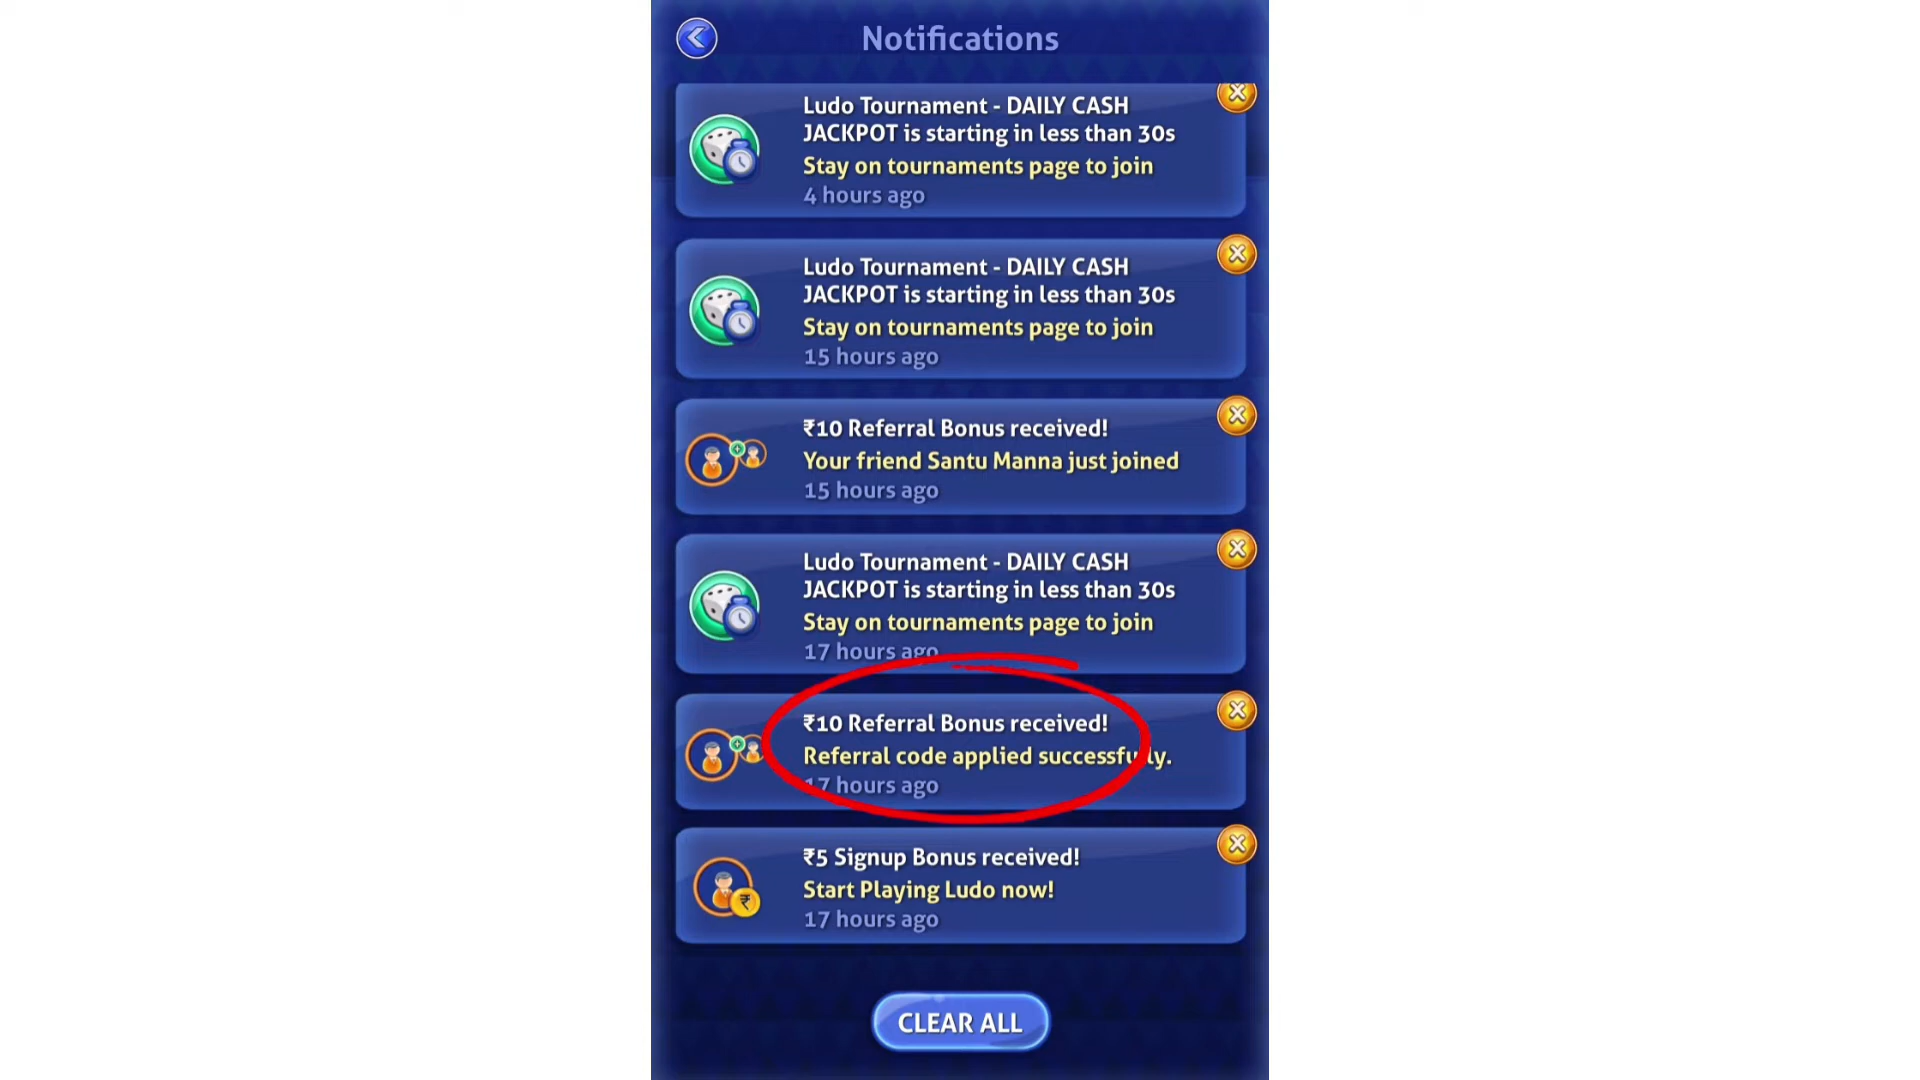 Notifications
Ludo Tournament - DAILY CASH
JACKPOT is starting in less than 30s
Stay on tournaments page to join
4 hours ago
Ludo Tournament - DAILY CASH
JACKPOT is starting in less than 30s
Stay on tournaments page to join
15 hours ago
₹10 Referral Bonus received!
Your friend Santu Manna just joined
15 hours ago
Ludo Tournament - DAILY CASH
JACKPOT is starting in less than 30s
Stay on tournaments page to join
17 hours ago
₹10 Referral Bonus received!
Referral code applied successfully.
17 hours ago
₹5 Signup Bonus received!
Start Playing Ludo now!
17 hours ago
CLEAR ALL